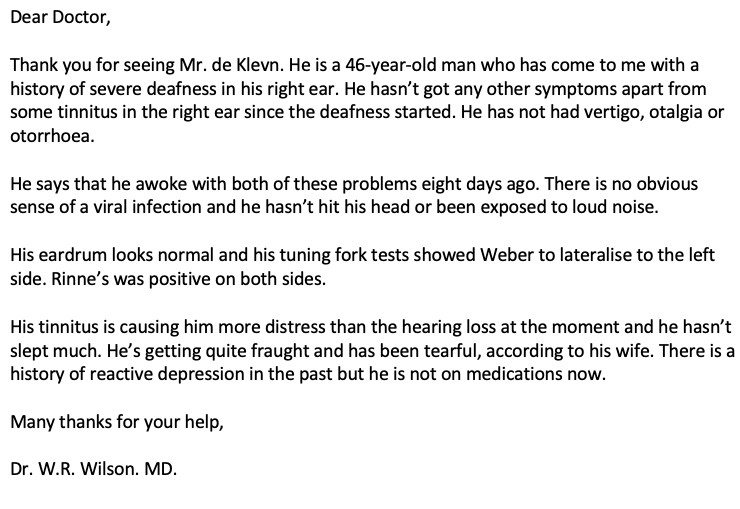 Dear Doctor,
Thank you for seeing Mr. de Klevn. He is a 46-year-old man who has come to me with a
history of severe deafness in his right ear. He hasn’t got any other symptoms apart from
some tinnitus in the right ear since the deafness started. He has not had vertigo, otalgia or
otorrhoea.
He says that he awoke with both of these problems eight days ago. There is no obvious
sense of a viral infection and he hasn’t hit his head or been exposed to loud noise.
His eardrum looks normal and his tuning fork tests showed Weber to lateralise to the left
side. Rinne’s was positive on both sides.
His tinnitus is causing him more distress than the hearing loss at the moment and he hasn’t
slept much. He’s getting quite fraught and has been tearful, according to his wife. There is a
history of reactive depression in the past but he is not on medications now.
Many thanks for your help,
Dr. W.R. Wilson. MD.